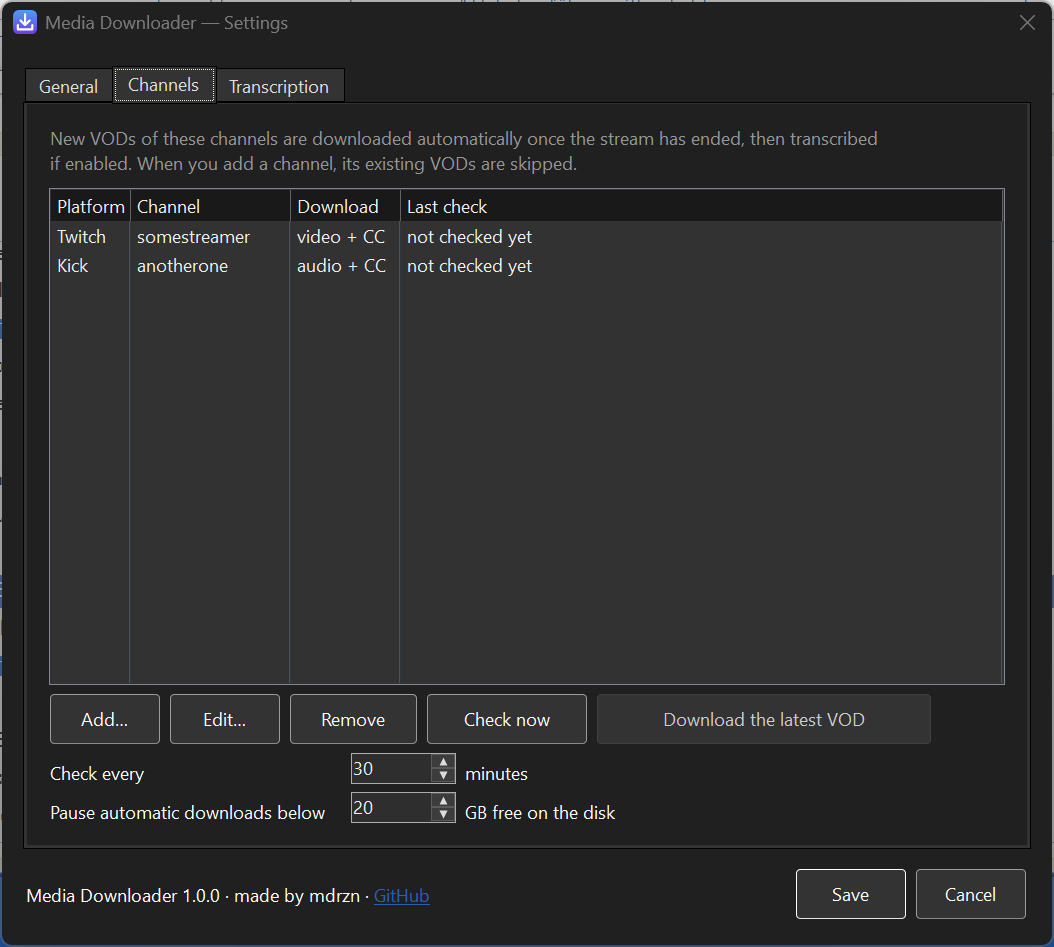 Media Downloader — Settings
General Channels Transcription
New VODs of these channels are downloaded automatically once the stream has ended, then transcribed
if enabled. When you add a channel, its existing VODs are skipped.
Platform Channel Download Last check
Twitch somestreamer video + CC not checked yet
Kick anotherone audio + CC not checked yet
Add... Edit... Remove Check now Download the latest VOD
Check every 30 minutes
Pause automatic downloads below 20 GB free on the disk
Media Downloader 1.0.0 · made by mdrzn · GitHub
Save Cancel